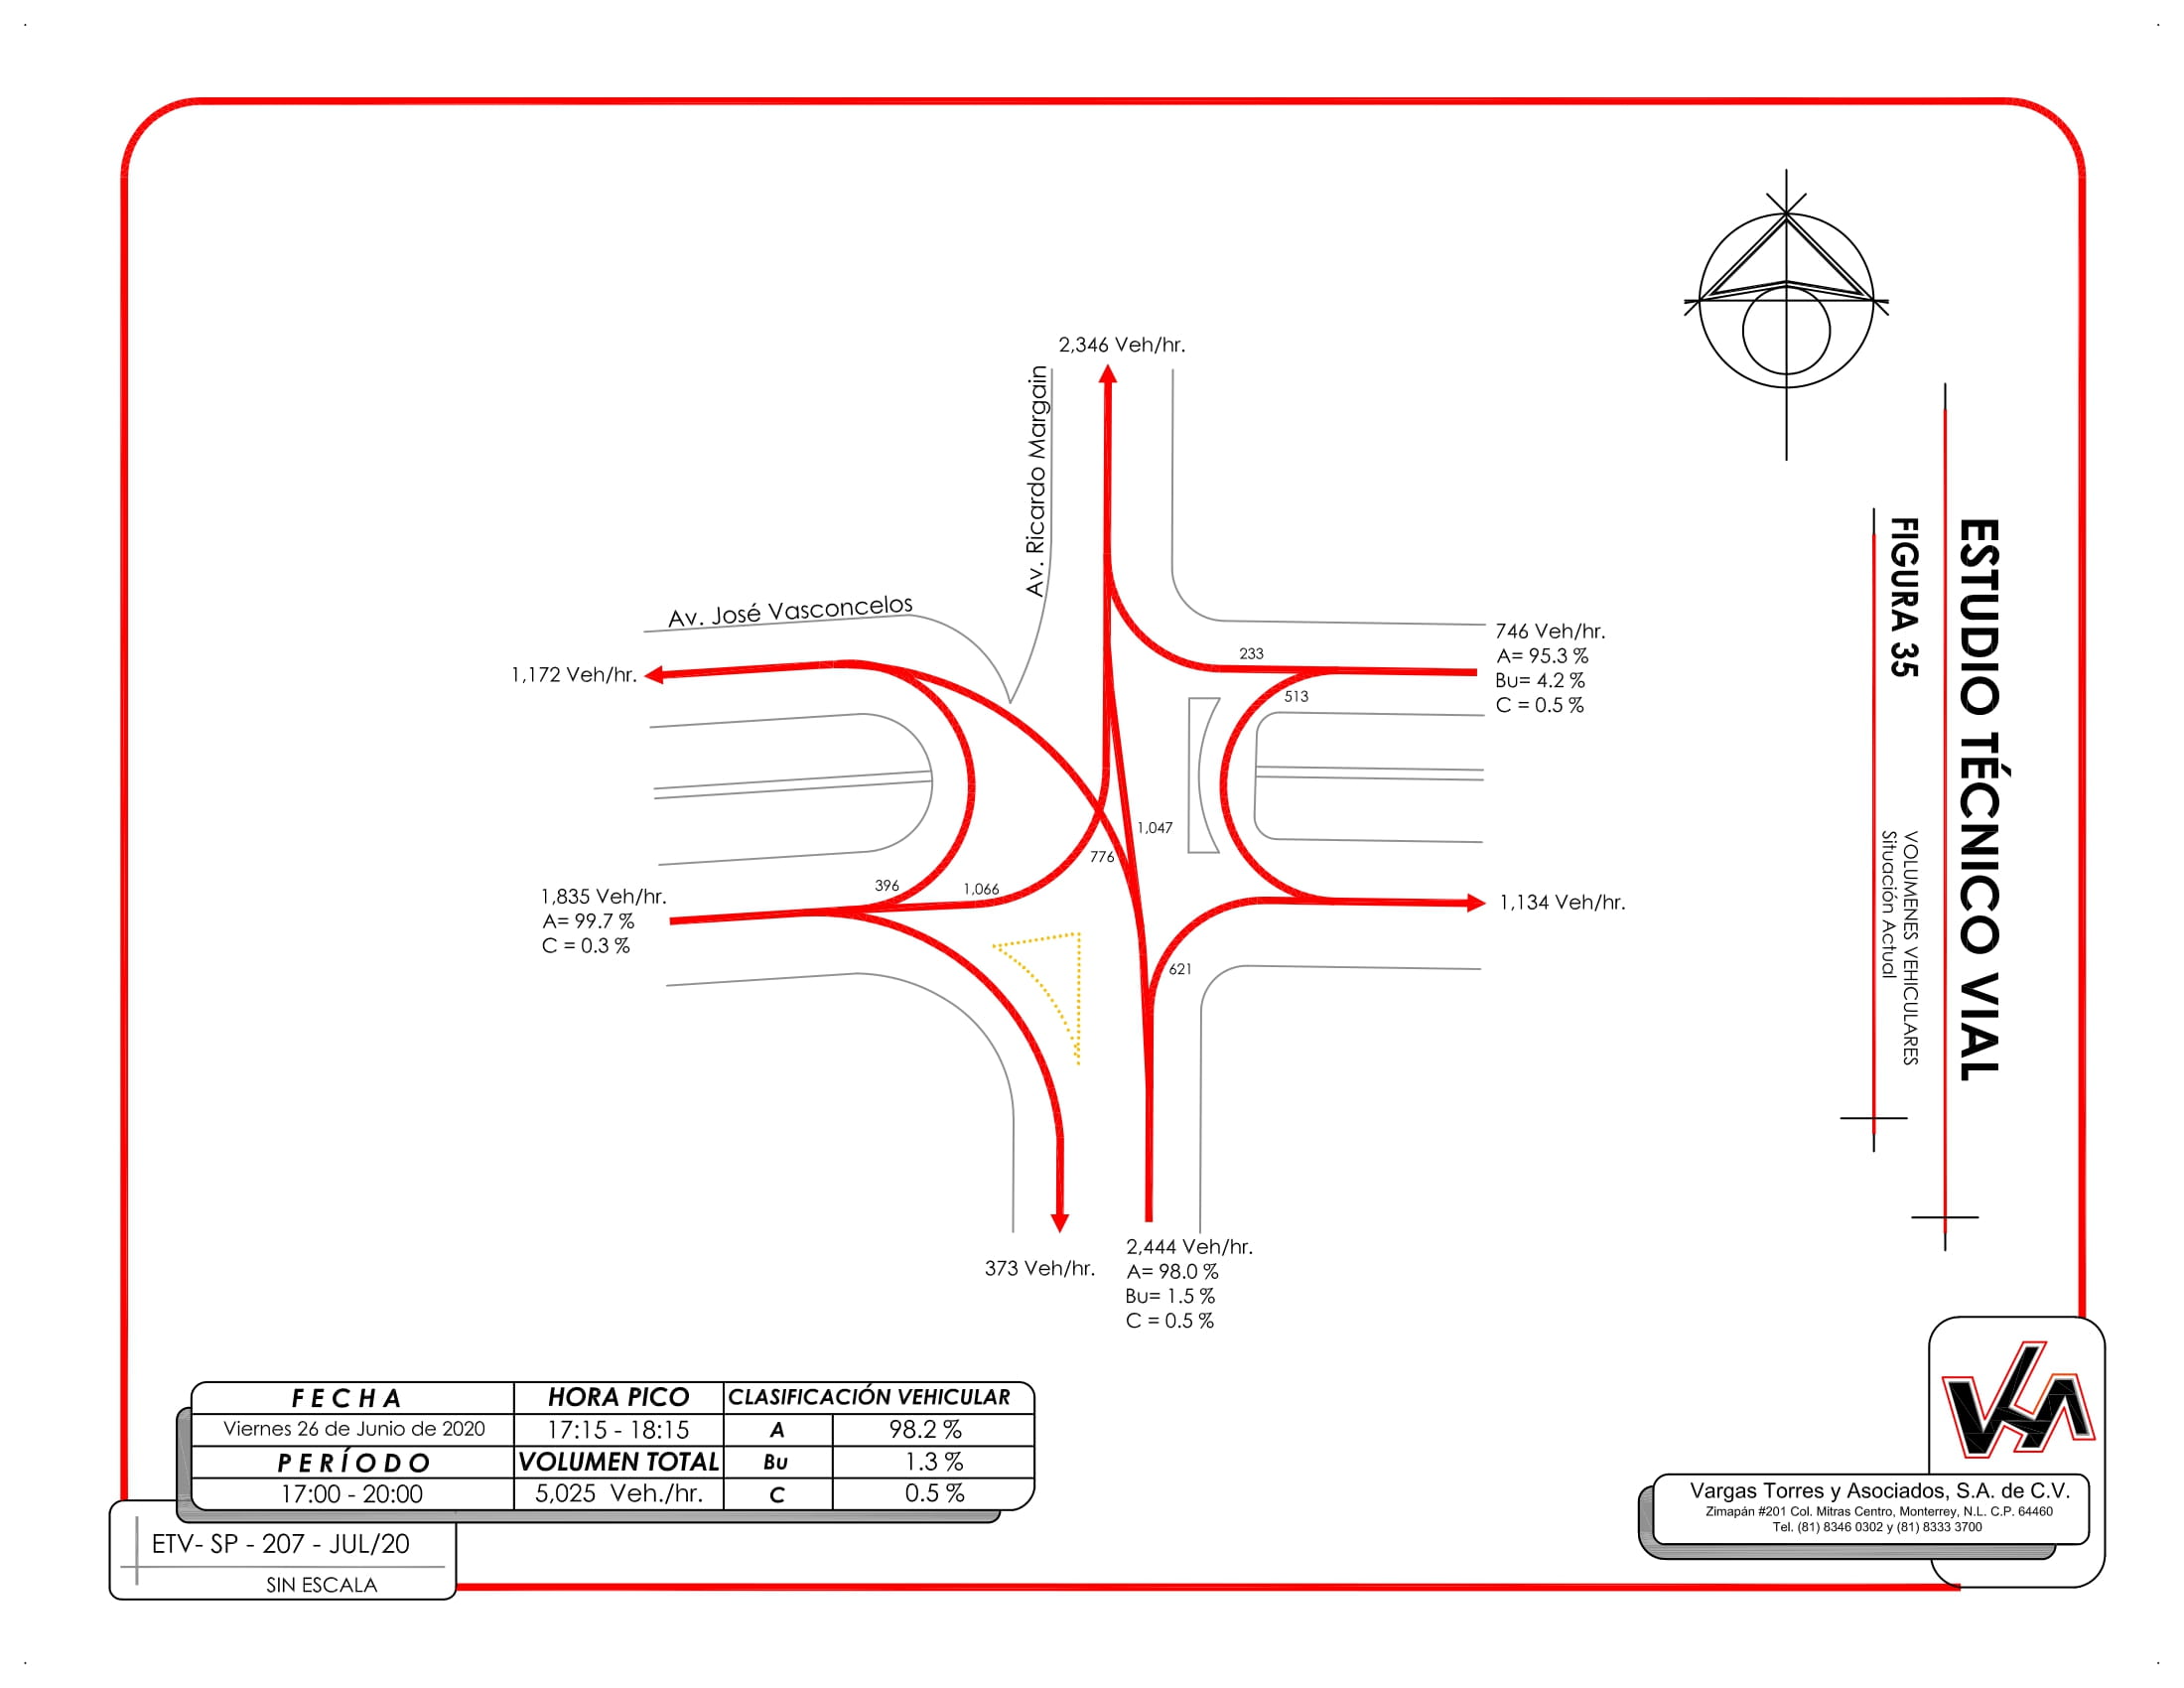 2,346 Veh/hr.
Av. Ricardo Margain
Av. José Vasconcelos
1,172 Veh/hr.
746 Veh/hr.
A= 95.3 %
Bu= 4.2 %
C = 0.5 %
233
513
1,047
776
396
1,066
1,835 Veh/hr.
A= 99.7 %
C = 0.3 %
1,134 Veh/hr.
621
373 Veh/hr.
2,444 Veh/hr.
A= 98.0 %
Bu= 1.5 %
C = 0.5 %
ESTUDIO TÉCNICO VIAL
FIGURA 35
VOLUMENES VEHICULARES
Situación Actual
FECHA HORA PICO CLASIFICACIÓN VEHICULAR
Viernes 26 de Junio de 2020 17:15 - 18:15 A 98.2 %
PERÍODO VOLUMEN TOTAL Bu 1.3 %
17:00 - 20:00 5,025 Veh./hr. C 0.5 %
ETV- SP - 207 - JUL/20
SIN ESCALA
VTA
Vargas Torres y Asociados, S.A. de C.V.
Zimapán #201 Col. Mitras Centro, Monterrey, N.L. C.P. 64460
Tel. (81) 8346 0302 y (81) 8333 3700